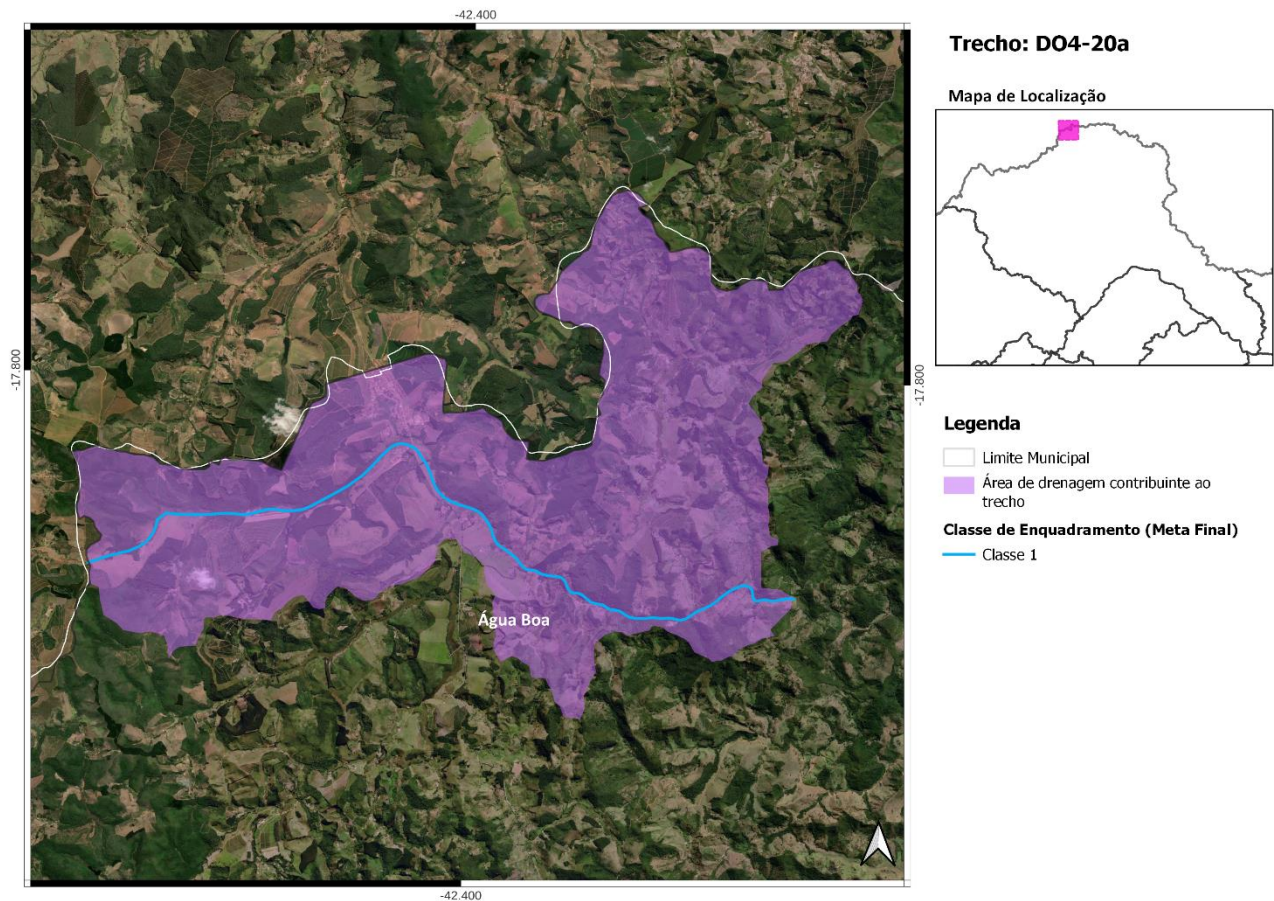 -42.400
Trecho: DO4-20a
Mapa de Localização
-17.800
-17.800
Legenda
Limite Municipal
Área de drenagem contribuinte ao
trecho
Classe de Enquadramento (Meta Final)
Classe 1
Água Boa
-42.400